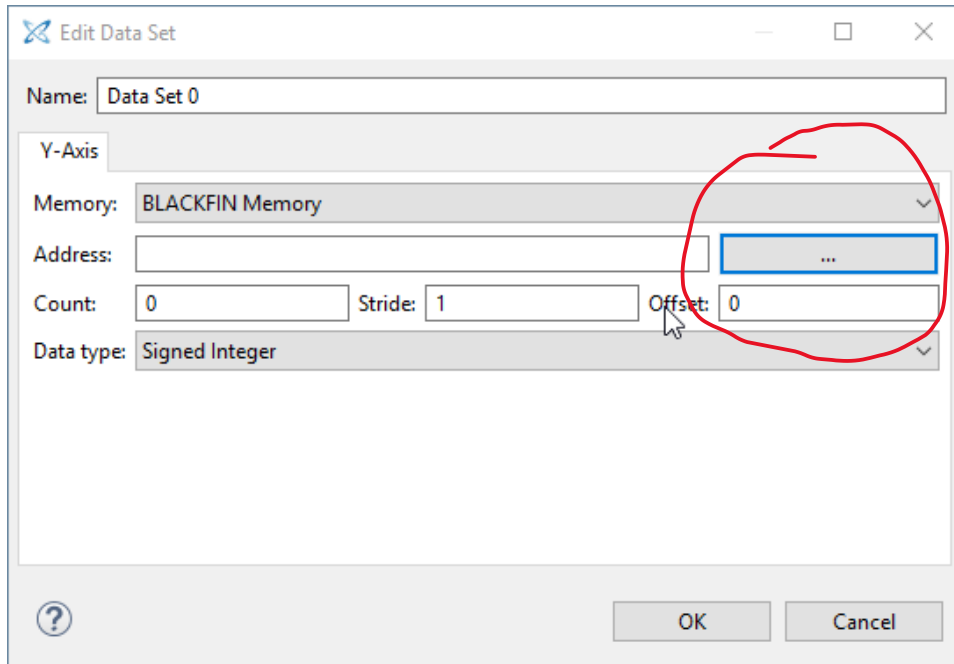 Edit Data Set
Name: Data Set 0
Y-Axis
Memory: BLACKFIN Memory
Address: ...
Count: 0 Stride: 1 Offset: 0
Data type: Signed Integer
? OK Cancel